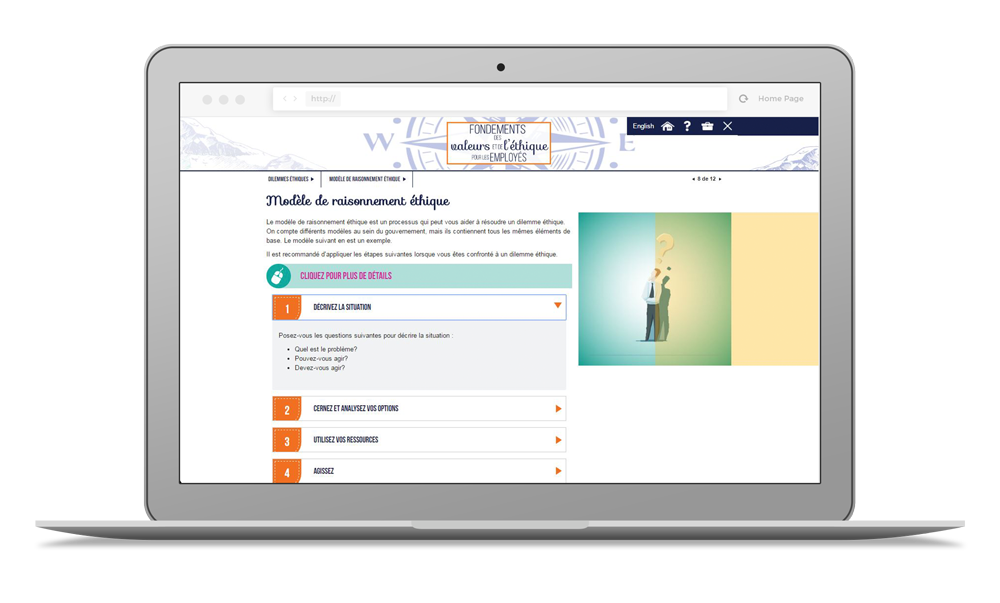 http://
Home Page
W
E
FONDEMENTS
DES
valeurs ET DE l'éthique
POUR LES EMPLOYÉS
English
DILEMMES ÉTHIQUES
MODÈLE DE RAISONNEMENT ÉTHIQUE
8 de 12
Modèle de raisonnement éthique
Le modèle de raisonnement éthique est un processus qui peut vous aider à résoudre un dilemme éthique.
On compte différents modèles au sein du gouvernement, mais ils contiennent tous les mêmes éléments de
base. Le modèle suivant en est un exemple.
Il est recommandé d'appliquer les étapes suivantes lorsque vous êtes confronté à un dilemme éthique.
CLIQUEZ POUR PLUS DE DÉTAILS
1 DÉCRIVEZ LA SITUATION
Posez-vous les questions suivantes pour décrire la situation :
• Quel est le problème?
• Pouvez-vous agir?
• Devez-vous agir?
2 CERNEZ ET ANALYSEZ VOS OPTIONS
3 UTILISEZ VOS RESSOURCES
4 AGISSEZ